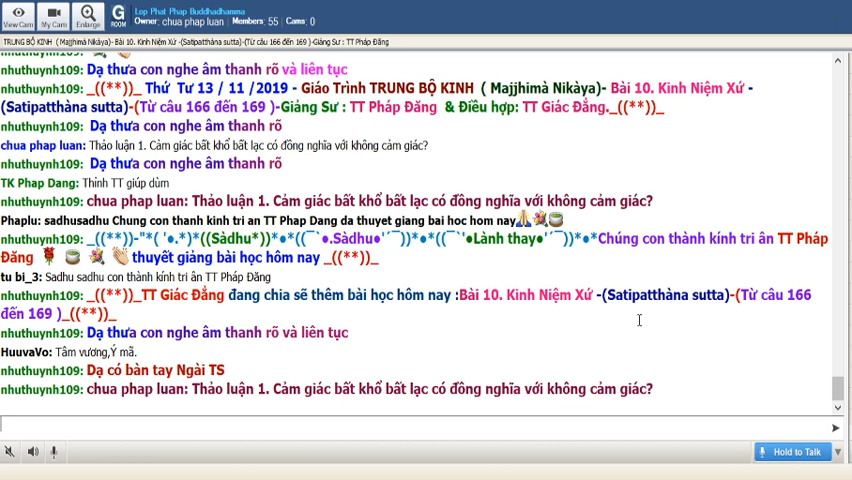 Lop Phat Phap Buddhadhamma
Owner: chua phap luan : Members: 55 : Cams: 0
View Cam My Cam Enlarge G ROOM
TRUNG BỘ KINH ( Majjhimà Nikàya)- Bài 10. Kinh Niệm Xứ -(Satipatthàna sutta)-(Từ câu 166 đến 169 )-Giảng Sư : TT Pháp Đăng
nhuthuynh109:
nhuthuynh109: Dạ thưa con nghe âm thanh rõ và liên tục
nhuthuynh109: _((**))_ Thứ Tư 13 / 11 /2019 - Giáo Trình TRUNG BỘ KINH ( Majjhimà Nikàya)- Bài 10. Kinh Niệm Xứ -
(Satipatthàna sutta)-(Từ câu 166 đến 169 )-Giảng Sư : TT Pháp Đăng & Điều hợp: TT Giác Đẳng._((**))_
nhuthuynh109: Dạ thưa con nghe âm thanh rõ
chua phap luan: Thảo luận 1. Cảm giác bất khổ bất lạc có đồng nghĩa với không cảm giác?
nhuthuynh109: Dạ thưa con nghe âm thanh rõ
TK Phap Dang: Thỉnh TT giúp dùm
nhuthuynh109: chua phap luan: Thảo luận 1. Cảm giác bất khổ bất lạc có đồng nghĩa với không cảm giác?
Phaplu: sadhusadhu Chung con thanh kinh tri an TT Phap Dang da thuyet giang bai hoc hom nay
nhuthuynh109: _((**))-"*( '●.*)*((Sàdhu*))*●*((¯`●.Sàdhu●'´¯))*●*((¯`'●Lành thay●'´¯))*●*Chúng con thành kính tri ân TT Pháp
Đăng thuyết giảng bài học hôm nay _((**))_
tu bi_3: Sadhu sadhu con thành kính tri ân TT Pháp Đăng
nhuthuynh109: _((**))_TT Giác Đẳng đang chia sẽ thêm bài học hôm nay :Bài 10. Kinh Niệm Xứ -(Satipatthàna sutta)-(Từ câu 166
đến 169 )_((**))_
nhuthuynh109: Dạ thưa con nghe âm thanh rõ và liên tục
HuuvaVo: Tâm vương,Ý mã.
nhuthuynh109: Dạ có bàn tay Ngài TS
nhuthuynh109: chua phap luan: Thảo luận 1. Cảm giác bất khổ bất lạc có đồng nghĩa với không cảm giác?
Hold to Talk